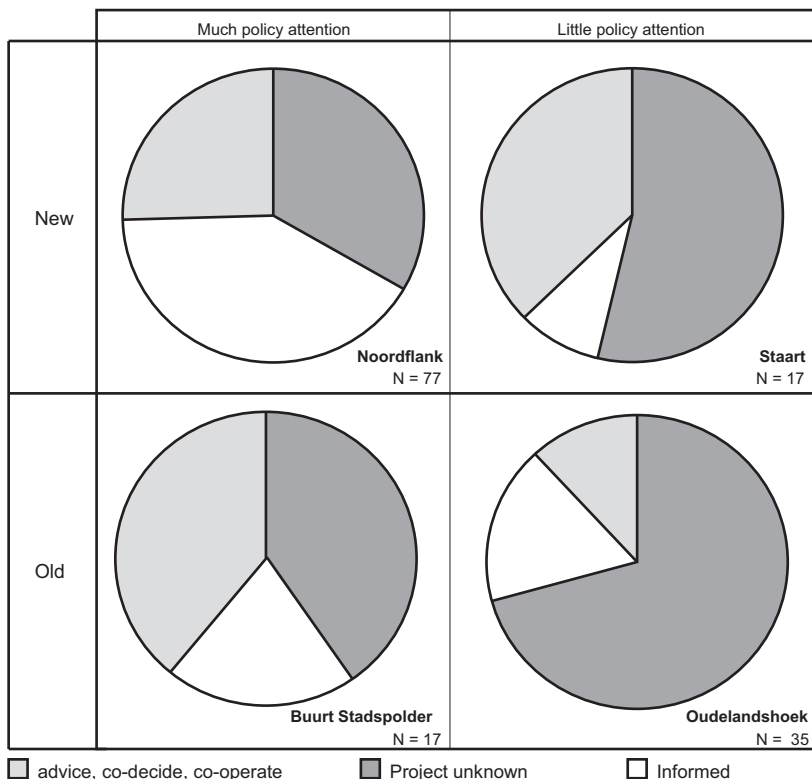 Much policy attention
Little policy attention
New
Noordflank
N = 77
Staart
N = 17
Old
Buurt Stadspolder
N = 17
Oudelandshoek
N = 35
advice, co-decide, co-operate
Project unknown
Informed